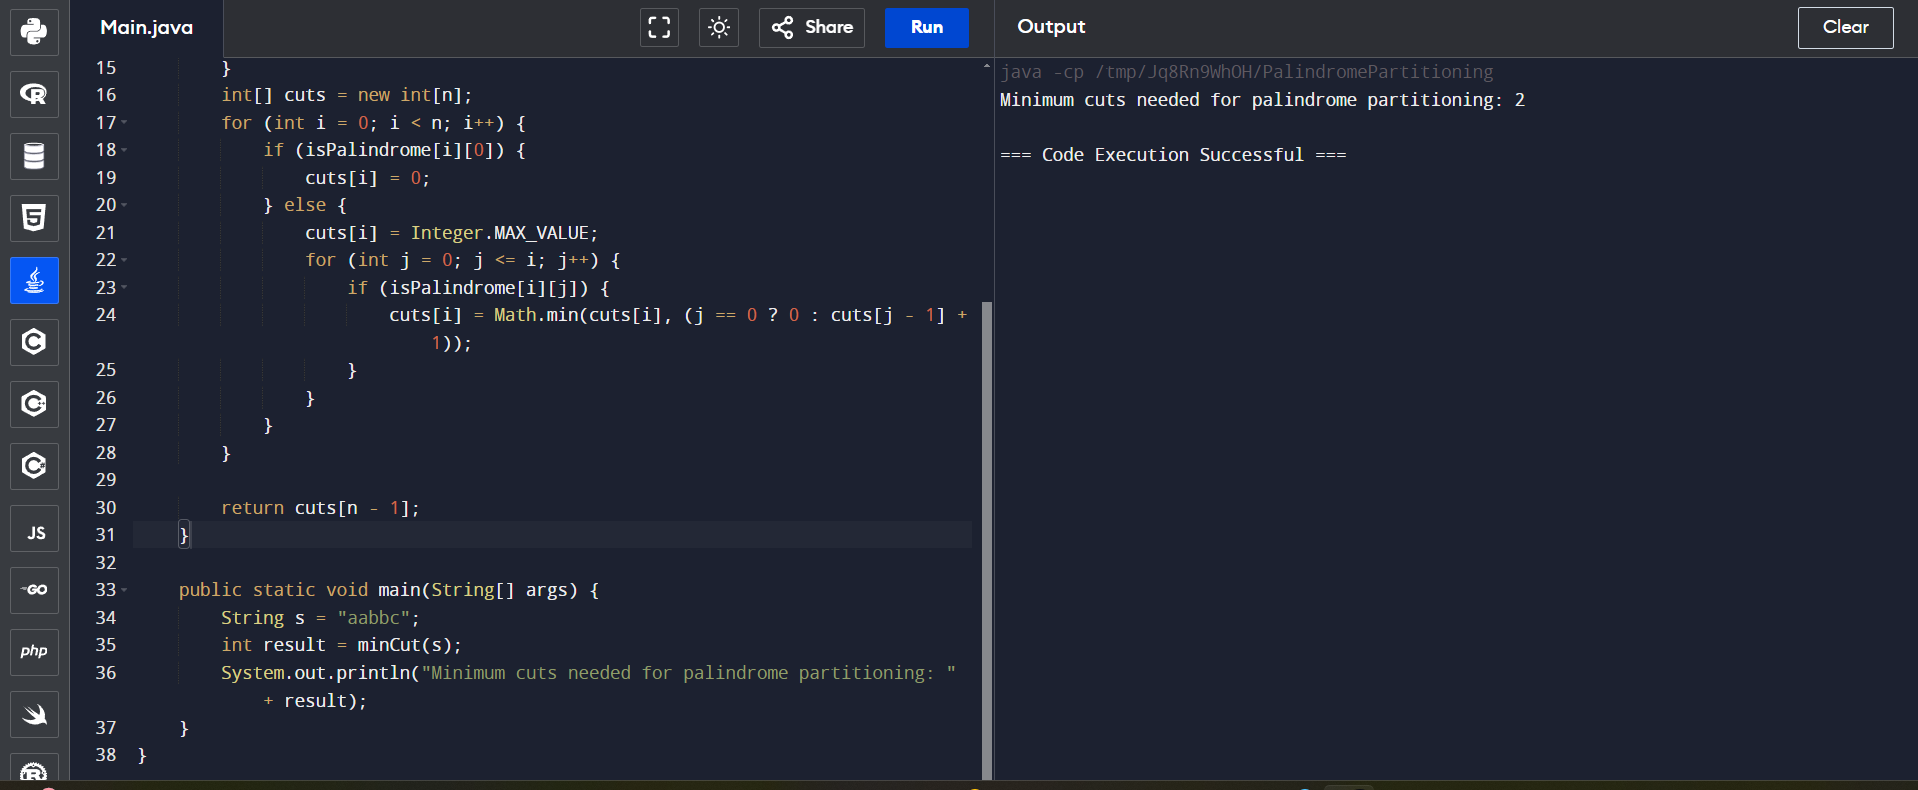 Main.java
Share
Run
Output
Clear
15 }
16 int[] cuts = new int[n];
17 for (int i = 0; i < n; i++) {
18 if (isPalindrome[i][0]) {
19 cuts[i] = 0;
20 } else {
21 cuts[i] = Integer.MAX_VALUE;
22 for (int j = 0; j <= i; j++) {
23 if (isPalindrome[i][j]) {
24 cuts[i] = Math.min(cuts[i], (j == 0 ? 0 : cuts[j - 1] +
1));
25 }
26 }
27 }
28 }
29
30 return cuts[n - 1];
31 }
32
33 public static void main(String[] args) {
34 String s = "aabbc";
35 int result = minCut(s);
36 System.out.println("Minimum cuts needed for palindrome partitioning: "
+ result);
37 }
38 }
java -cp /tmp/Jq8Rn9WhOH/PalindromePartitioning
Minimum cuts needed for palindrome partitioning: 2
=== Code Execution Successful ===
R
5
C
C++
C#
JS
GO
php
R